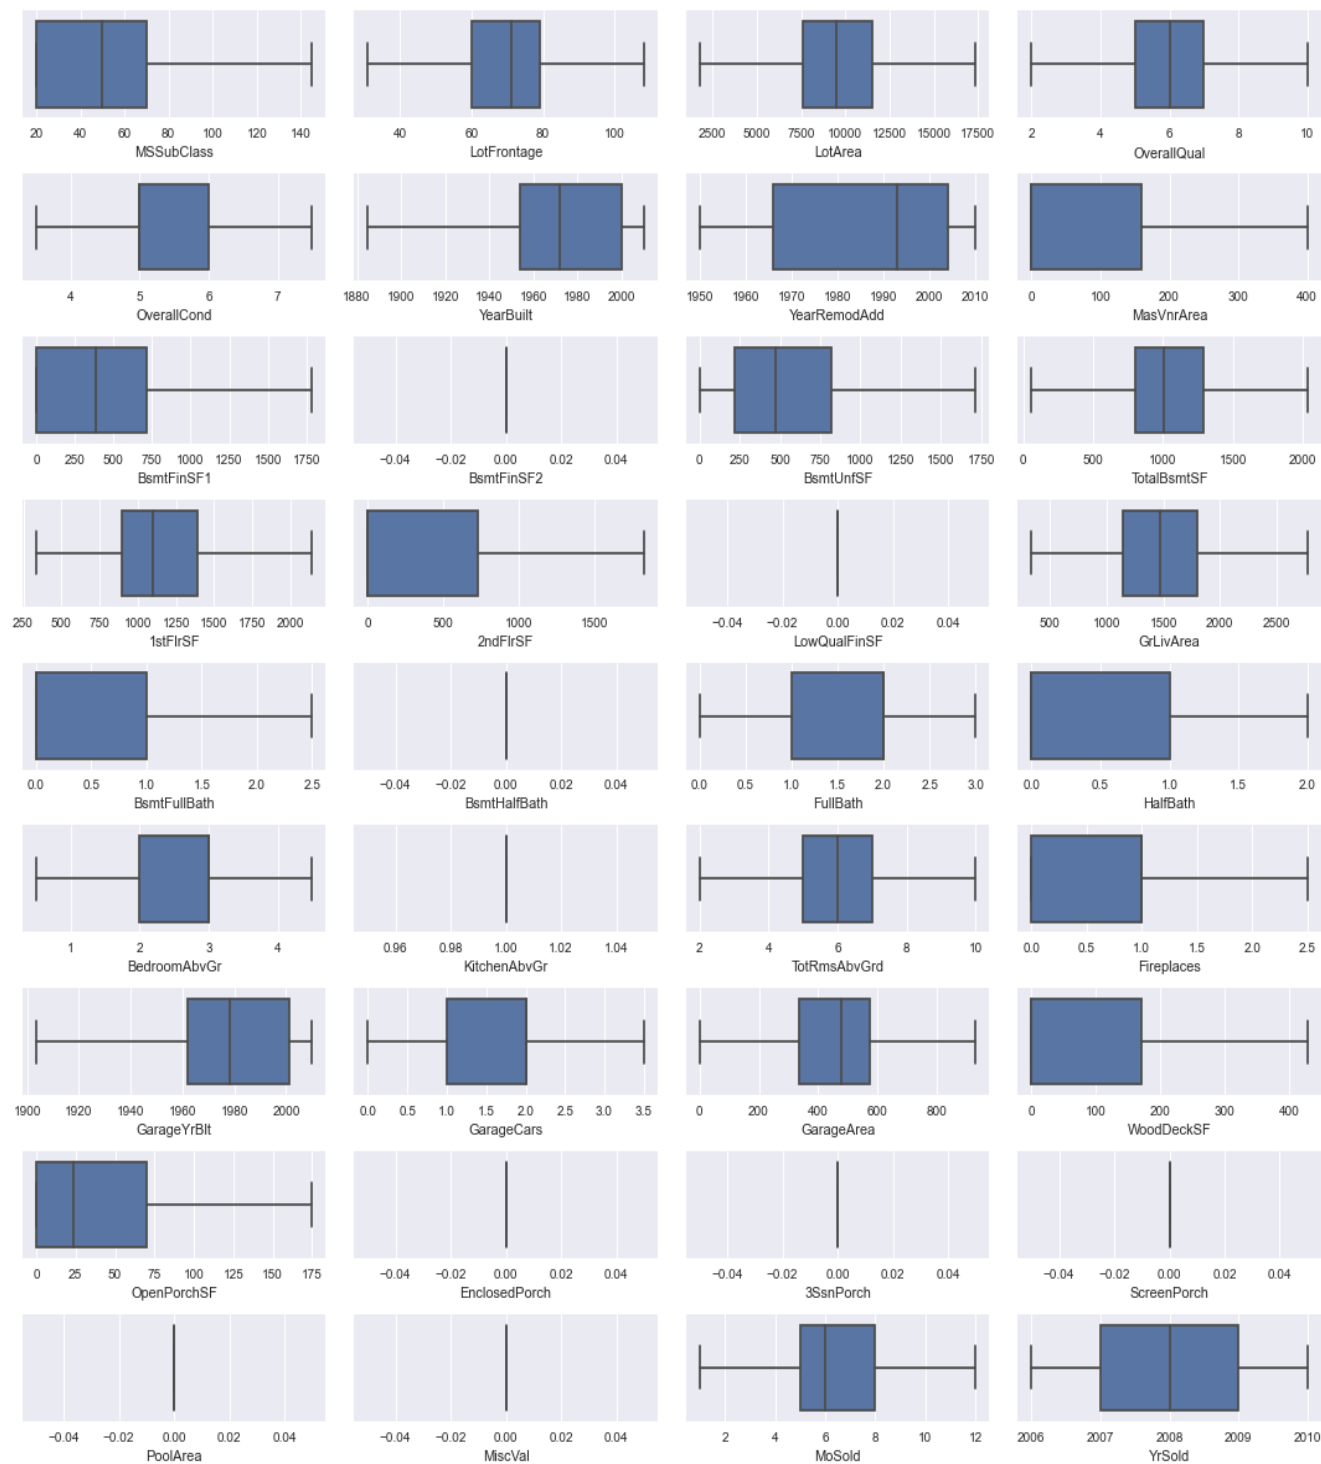 20 40 60 80 100 120 140
MSSubClass
40 60 80 100
LotFrontage
2500 5000 7500 10000 12500 15000 17500
LotArea
2 4 6 8 10
OverallQual
4 5 6 7
OverallCond
1880 1900 1920 1940 1960 1980 2000
YearBuilt
1950 1960 1970 1980 1990 2000 2010
YearRemodAdd
0 100 200 300 400
MasVnrArea
0 250 500 750 1000 1250 1500 1750
BsmtFinSF1
−0.04 −0.02 0.00 0.02 0.04
BsmtFinSF2
0 250 500 750 1000 1250 1500 1750
BsmtUnfSF
0 500 1000 1500 2000
TotalBsmtSF
250 500 750 1000 1250 1500 1750 2000
1stFlrSF
0 500 1000 1500
2ndFlrSF
−0.04 −0.02 0.00 0.02 0.04
LowQualFinSF
500 1000 1500 2000 2500
GrLivArea
0.0 0.5 1.0 1.5 2.0 2.5
BsmtFullBath
−0.04 −0.02 0.00 0.02 0.04
BsmtHalfBath
0.0 0.5 1.0 1.5 2.0 2.5 3.0
FullBath
0.0 0.5 1.0 1.5 2.0
HalfBath
1 2 3 4
BedroomAbvGr
0.96 0.98 1.00 1.02 1.04
KitchenAbvGr
2 4 6 8 10
TotRmsAbvGrd
0.0 0.5 1.0 1.5 2.0 2.5
Fireplaces
1900 1920 1940 1960 1980 2000
GarageYrBlt
0.0 0.5 1.0 1.5 2.0 2.5 3.0 3.5
GarageCars
0 200 400 600 800
GarageArea
0 100 200 300 400
WoodDeckSF
0 25 50 75 100 125 150 175
OpenPorchSF
−0.04 −0.02 0.00 0.02 0.04
EnclosedPorch
−0.04 −0.02 0.00 0.02 0.04
3SsnPorch
−0.04 −0.02 0.00 0.02 0.04
ScreenPorch
−0.04 −0.02 0.00 0.02 0.04
PoolArea
−0.04 −0.02 0.00 0.02 0.04
MiscVal
2 4 6 8 10 12
MoSold
2006 2007 2008 2009 2010
YrSold